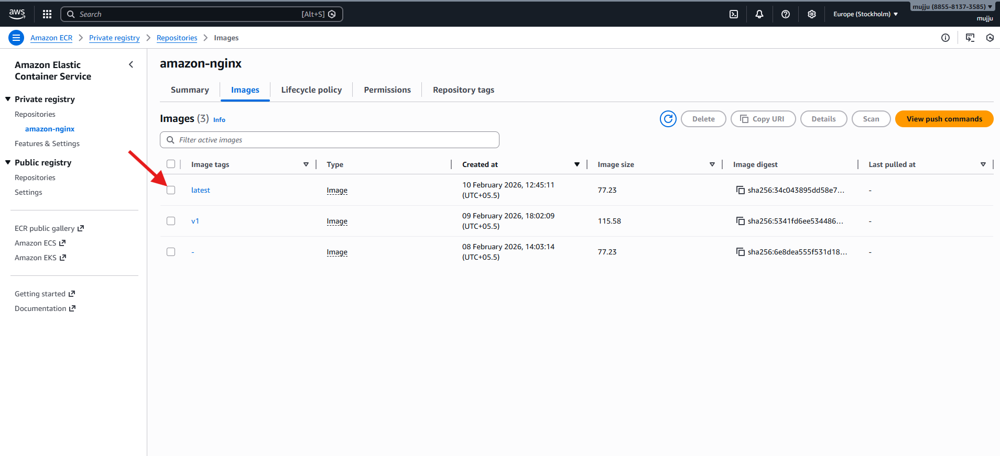 aws
Search [Alt+S]
Europe (Stockholm)
mujju (8855-8137-3585)
mujju
Amazon ECR
Private registry
Repositories
Images
Amazon Elastic
Container Service
Private registry
Repositories
amazon-nginx
Features & Settings
Public registry
Repositories
Settings
ECR public gallery
Amazon ECS
Amazon EKS
Getting started
Documentation
amazon-nginx
Summary
Images
Lifecycle policy
Permissions
Repository tags
Images (3) Info
Delete
Copy URI
Details
Scan
View push commands
Filter active images
Image tags
Type
Created at
Image size
Image digest
Last pulled at
latest
Image
10 February 2026, 12:45:11
(UTC+05.5)
77.23
sha256:34c043895dd58e7...
-
v1
Image
09 February 2026, 18:02:09
(UTC+05.5)
115.58
sha256:5341fd6ee534486...
-
-
Image
08 February 2026, 14:03:14
(UTC+05.5)
77.23
sha256:6e8dea555f531d18...
-